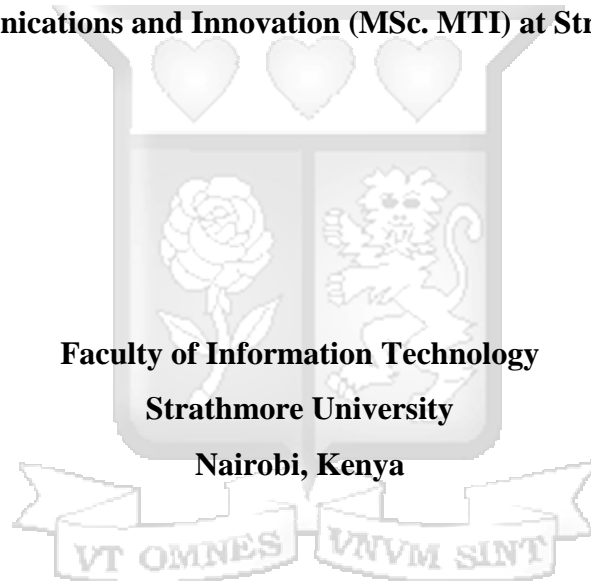 nications and Innovation (MSc. MTI) at Str
Faculty of Information Technology
Strathmore University
Nairobi, Kenya
VT OMNES VNVM SINT